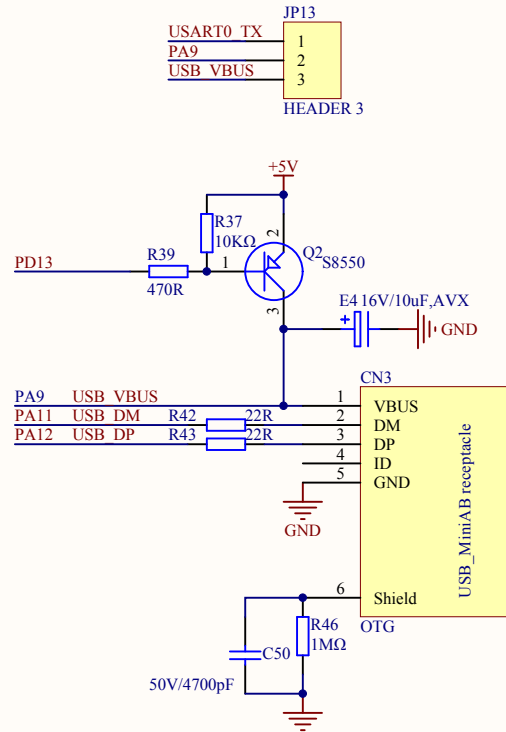 JP13
USART0_TX 1
PA9 2
USB_VBUS 3
HEADER 3
+5V
R37
10KΩ
2
Q2
S8550
R39
PD13
1
470R
3
E4 16V/10uF,AVX
+
GND
CN3
PA9 USB_VBUS 1 VBUS
PA11 USB_DM R42 22R 2 DM
PA12 USB_DP R43 22R 3 DP
4 ID
5 GND
GND
USB_MiniAB receptacle
6 Shield
OTG
R46
1MΩ
C50
50V/4700pF